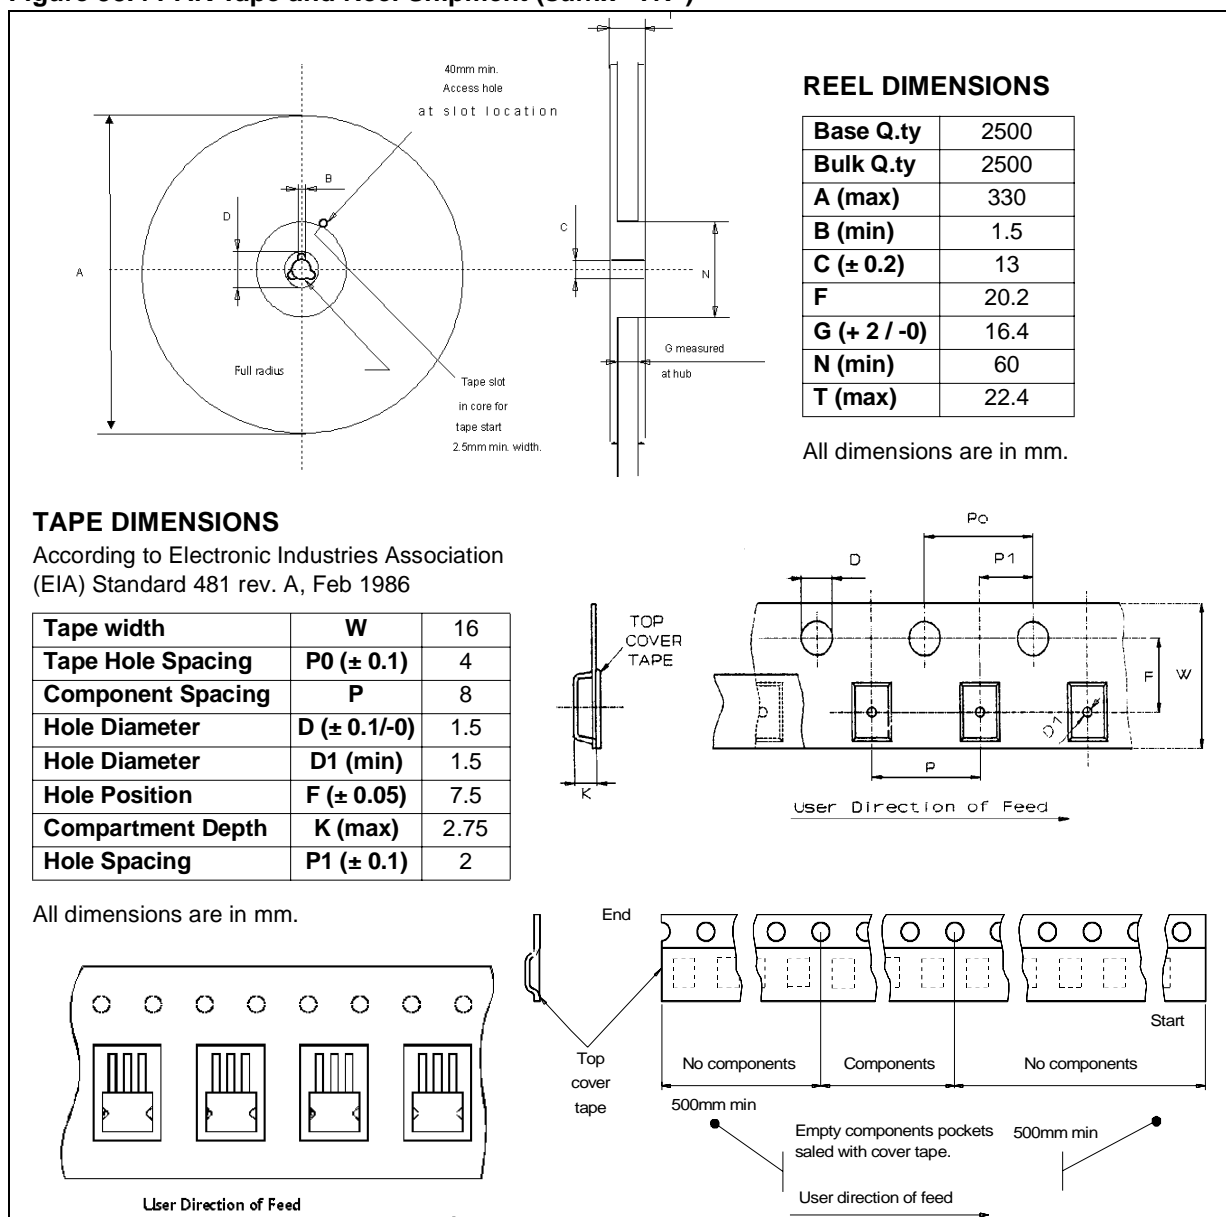 40mm min.
Access hole
at slot location
B
D
A
C
N
Full radius
Tape slot
in core for
tape start
2.5mm min. width.
G measured
at hub
REEL DIMENSIONS
Base Q.ty 2500
Bulk Q.ty 2500
A (max) 330
B (min) 1.5
C (± 0.2) 13
F 20.2
G (+ 2 / -0) 16.4
N (min) 60
T (max) 22.4
All dimensions are in mm.
TAPE DIMENSIONS
According to Electronic Industries Association
(EIA) Standard 481 rev. A, Feb 1986
Tape width W 16
Tape Hole Spacing P0 (± 0.1) 4
Component Spacing P 8
Hole Diameter D (± 0.1/-0) 1.5
Hole Diameter D1 (min) 1.5
Hole Position F (± 0.05) 7.5
Compartment Depth K (max) 2.75
Hole Spacing P1 (± 0.1) 2
All dimensions are in mm.
TOP
COVER
TAPE
K
Po
D
P1
F
W
D1
P
User Direction of Feed
User Direction of Feed
End
Start
Top
cover
tape
No components
Components
No components
500mm min
Empty components pockets
saled with cover tape.
500mm min
User direction of feed